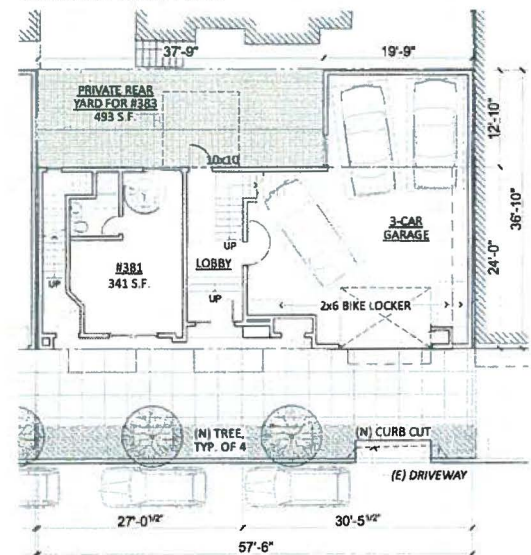 37'-9"
19'-9"
PRIVATE REAR
YARD FOR #383
493 S.F.
12'-10"
10x10
36'-10"
3-CAR
GARAGE
24'-0"
UP
#381
341 S.F.
LOBBY
UP
UP
2x6 BIKE LOCKER
(N) TREE,
TYP. OF 4
(N) CURB CUT
(E) DRIVEWAY
27'-0 1/2"
30'-5 1/2"
57'-6"